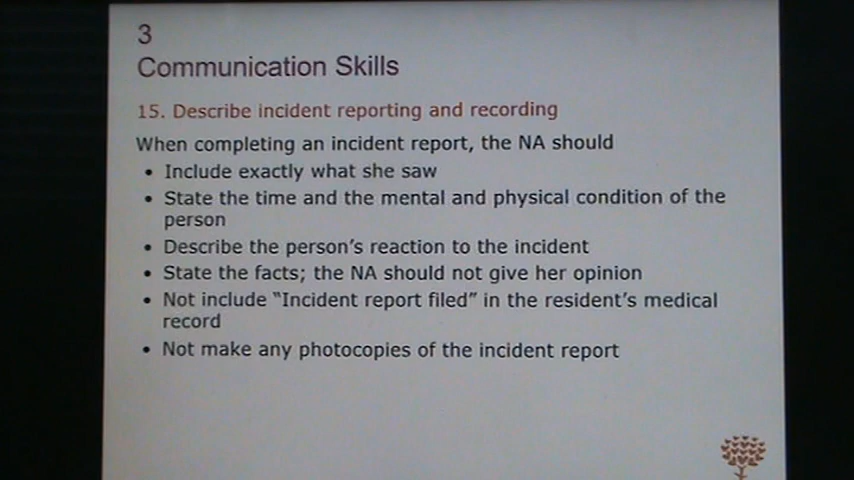 3
Communication Skills
15. Describe incident reporting and recording
When completing an incident report, the NA should
• Include exactly what she saw
• State the time and the mental and physical condition of the
person
• Describe the person's reaction to the incident
• State the facts; the NA should not give her opinion
• Not include “Incident report filed” in the resident's medical
record
• Not make any photocopies of the incident report